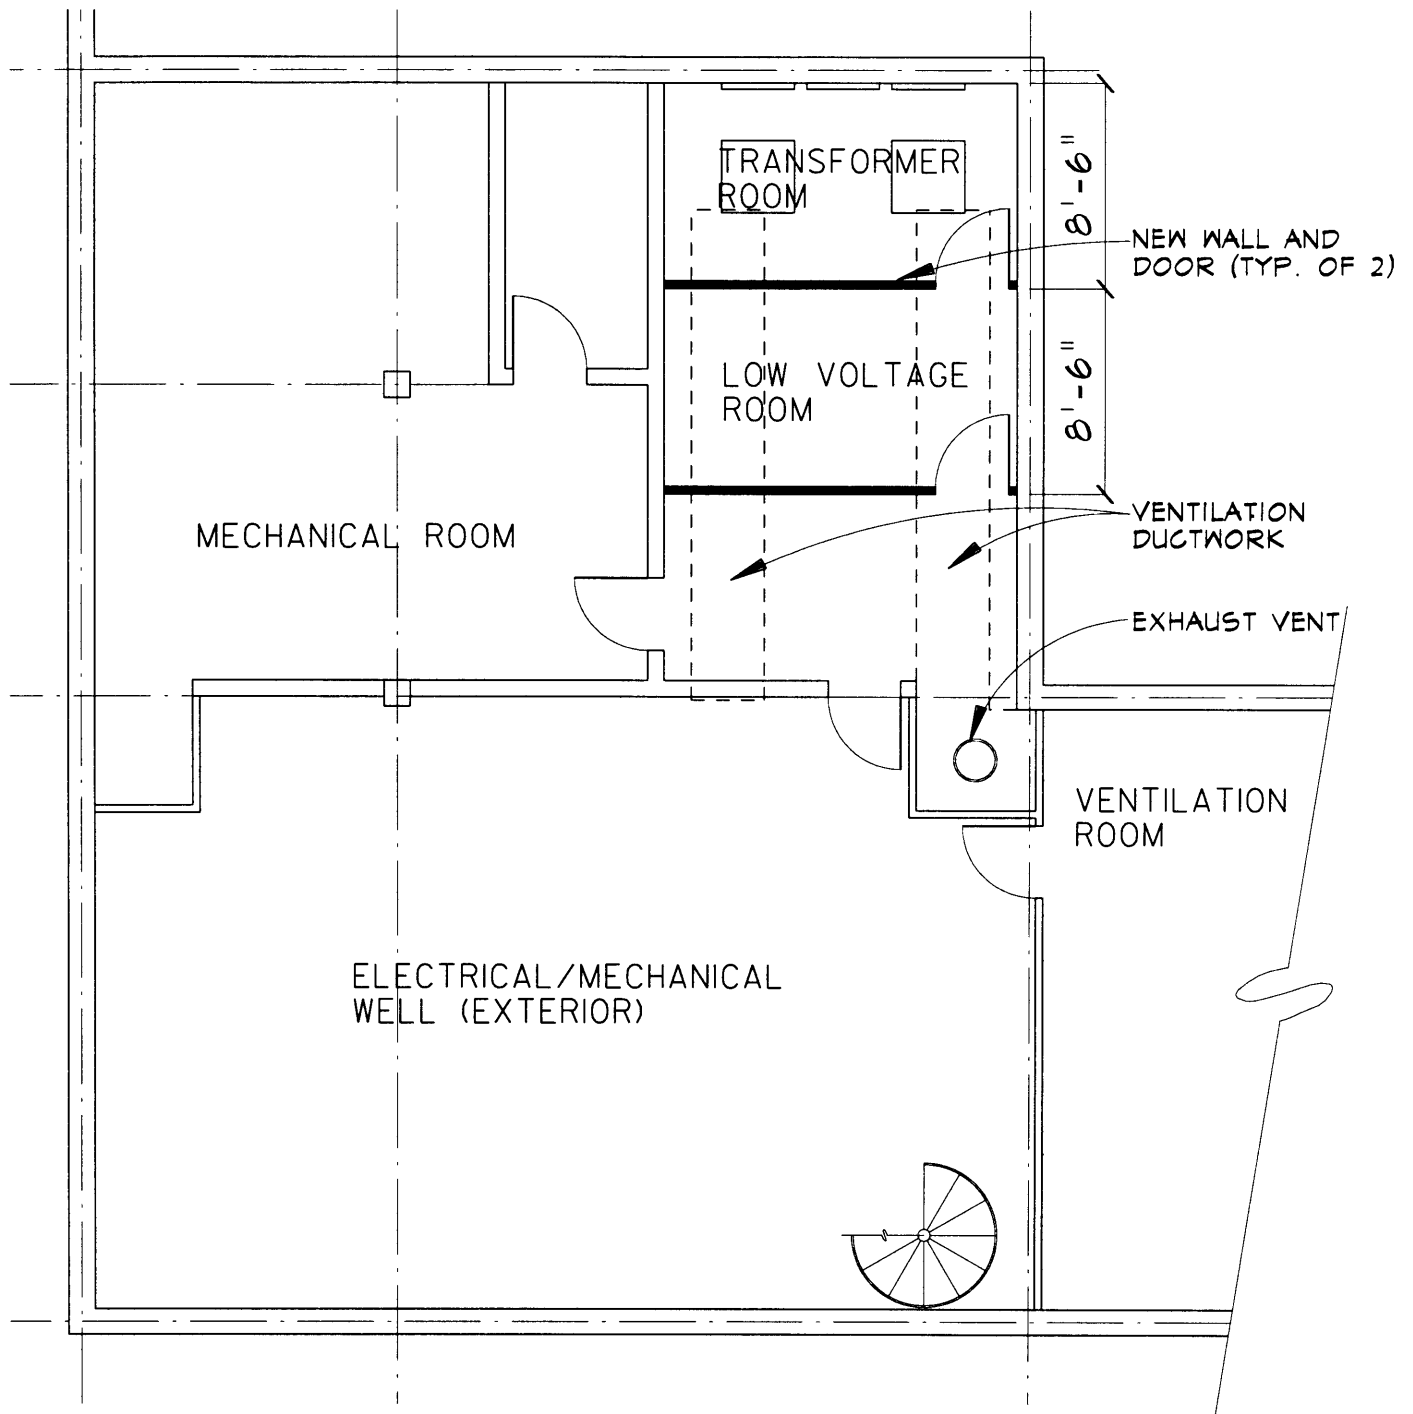 TRANSFORMER
ROOM
8'-6"
NEW WALL AND
DOOR (TYP. OF 2)
LOW VOLTAGE
ROOM
8'-6"
MECHANICAL ROOM
VENTILATION
DUCTWORK
EXHAUST VENT
VENTILATION
ROOM
ELECTRICAL/MECHANICAL
WELL (EXTERIOR)